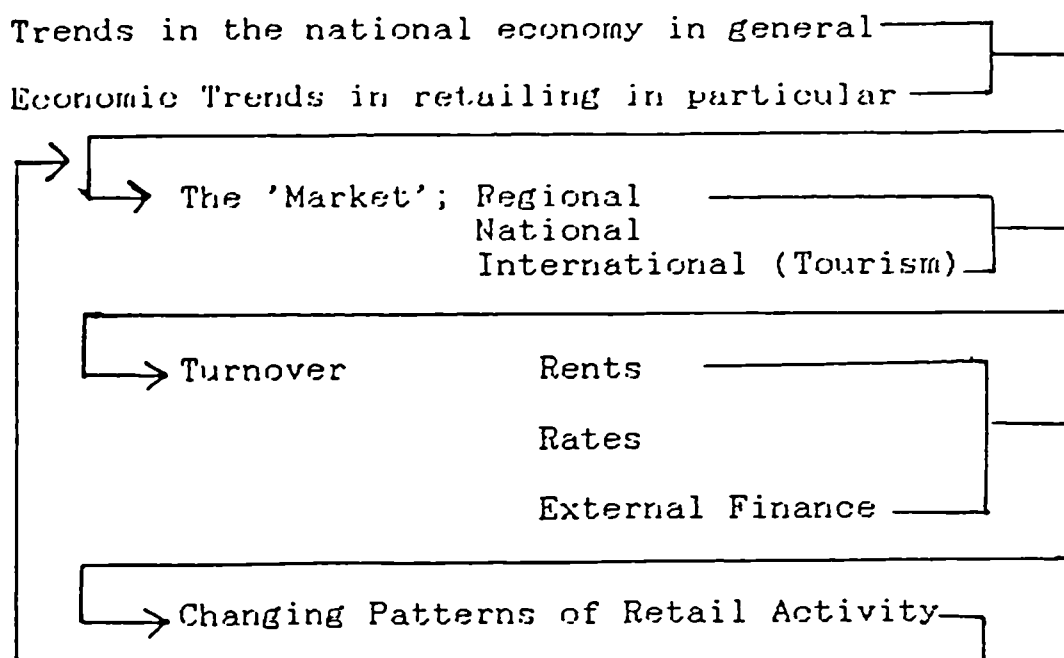 Trends in the national economy in general
Economic Trends in retailing in particular
The 'Market'; Regional
National
International (Tourism)
Turnover Rents
Rates
External Finance
Changing Patterns of Retail Activity